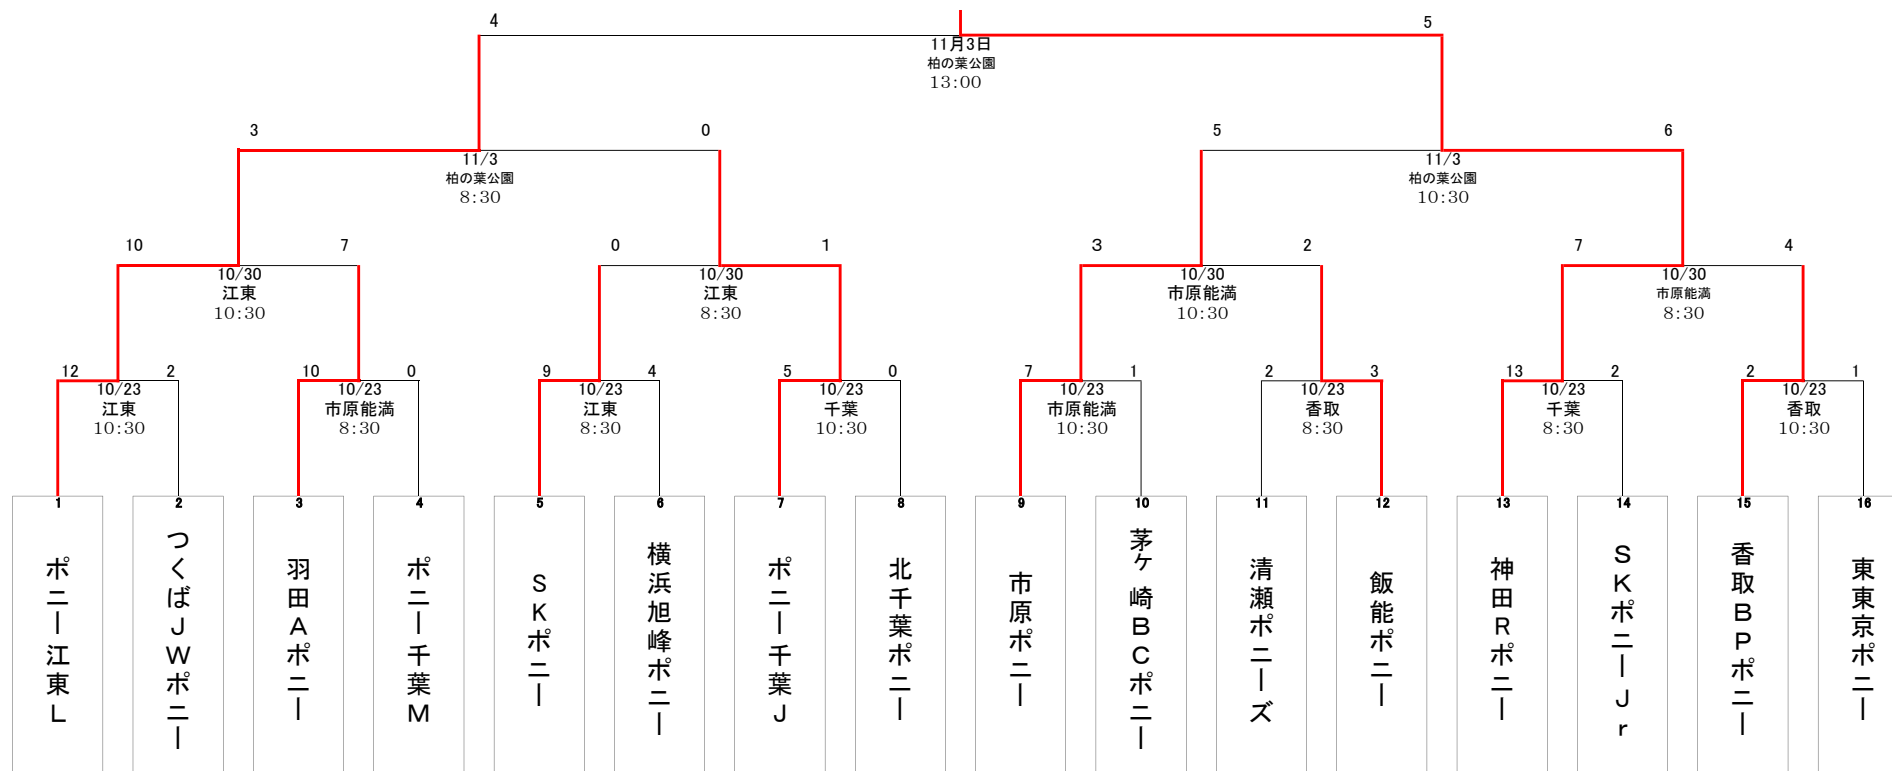 4 5
11月3日
柏の葉公園
13:00
3 0 5 6
11/3 11/3
柏の葉公園 柏の葉公園
8:30 10:30
10 7 0 1 3 2 7 4
10/30 10/30 10/30 10/30
江東 江東 市原能満 市原能満
10:30 8:30 10:30 8:30
12 2 10 0 9 4 5 0 7 1 2 3 13 2 2 1
10/23 10/23 10/23 10/23 10/23 10/23 10/23 10/23
江東 市原能満 江東 千葉 市原能満 香取 千葉 香取
10:30 8:30 8:30 10:30 10:30 8:30 8:30 10:30
1 2 3 4 5 6 7 8 9 10 11 12 13 14 15 16
ポニー江東L
つくばJWポニー
羽田Aポニー
ポニー千葉M
SKポニー
横浜旭峰ポニー
ポニー千葉J
北千葉ポニー
市原ポニー
茅ヶ崎BCポニー
清瀬ポニーズ
飯能ポニー
神田Rポニー
SKポニーJr
香取BPポニー
東東京ポニー